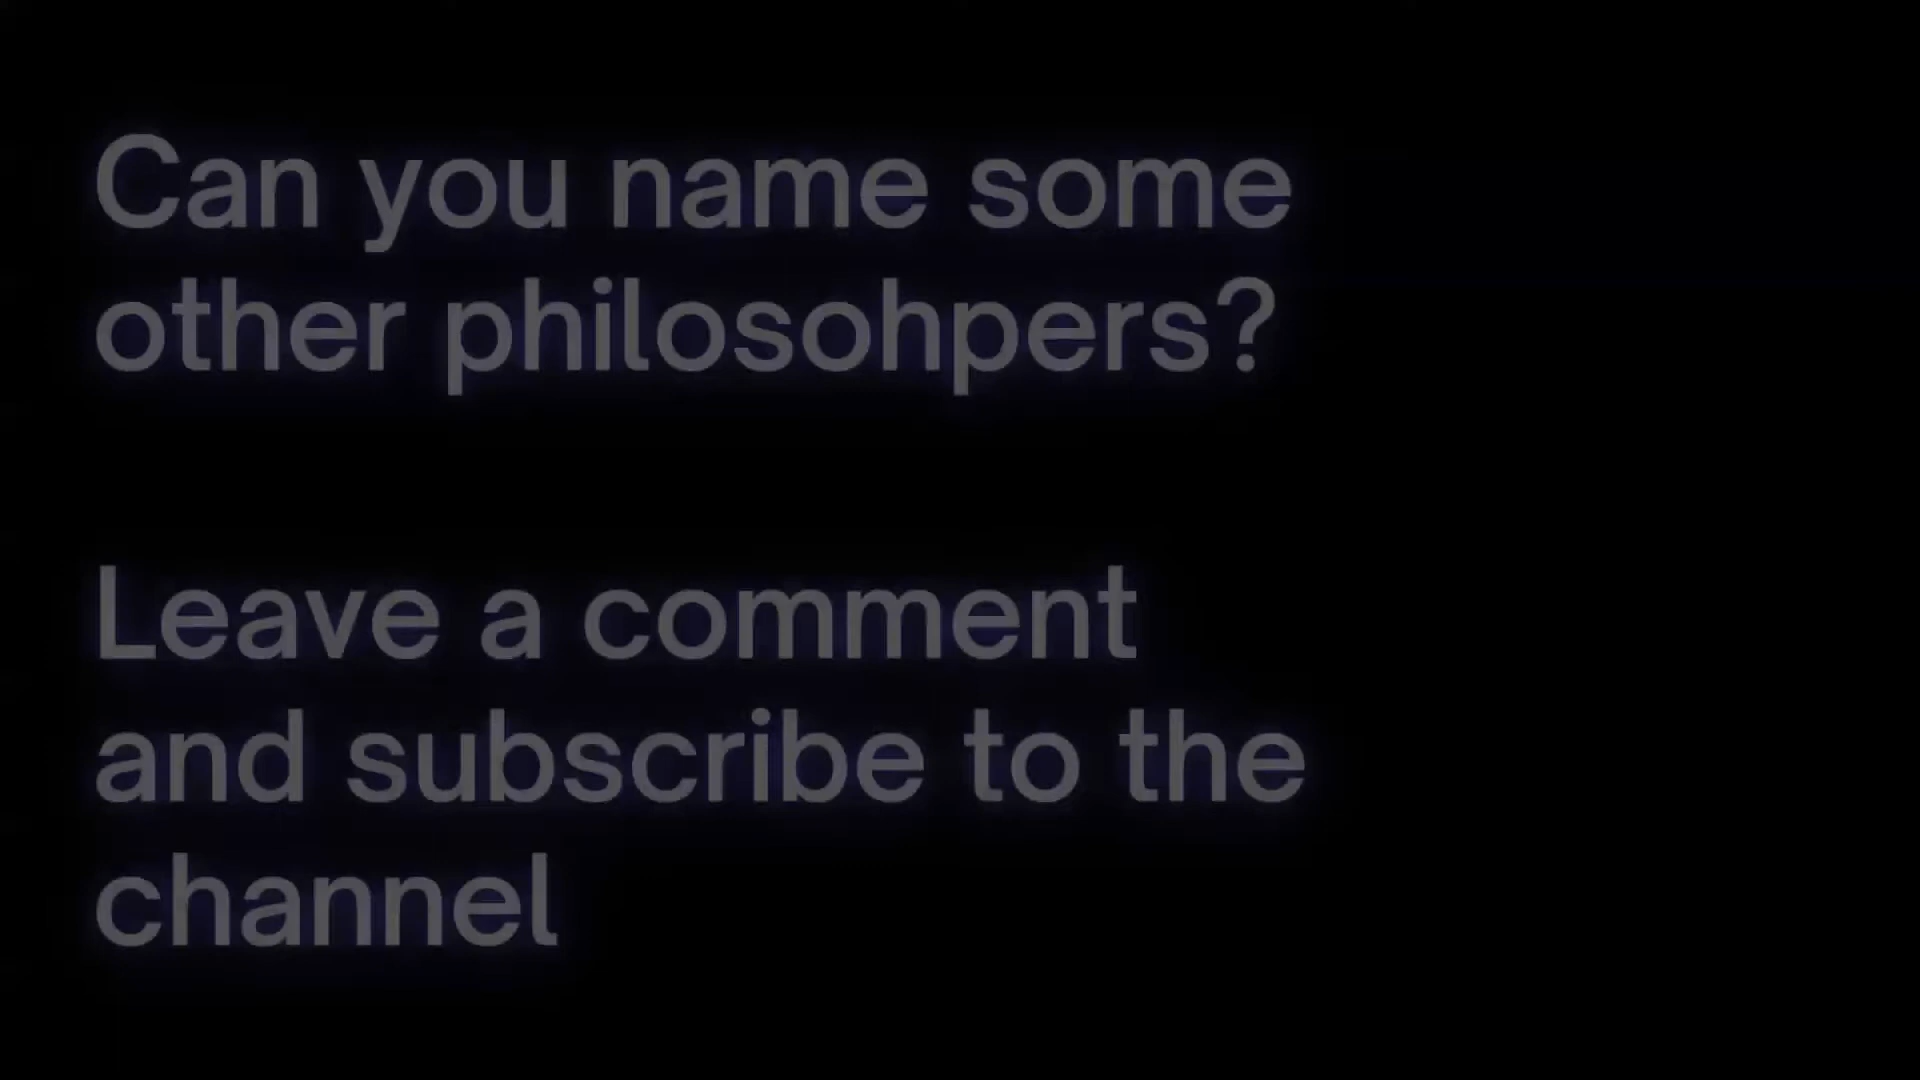 Can you name some
other philosohpers?
Leave a comment
and subscribe to the
channel